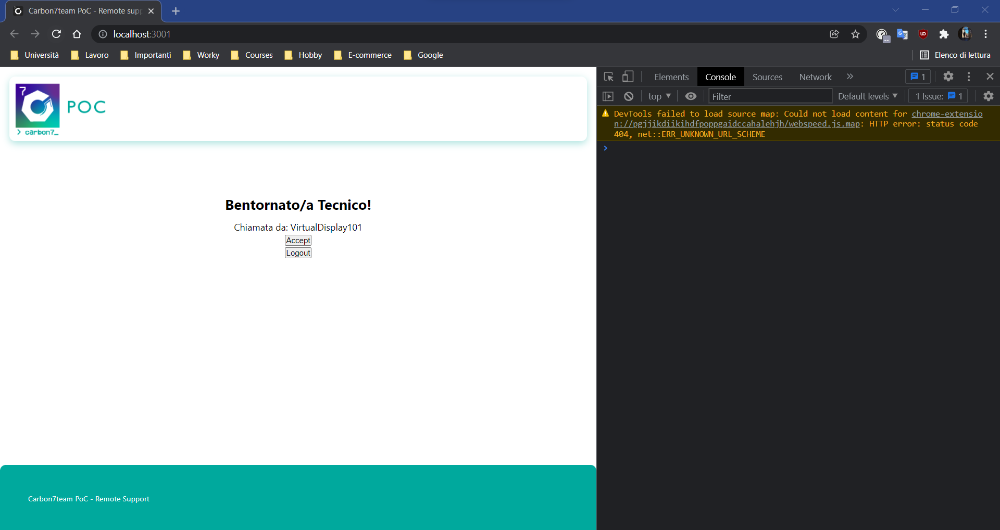 Carbon7team PoC - Remote supp
localhost:3001
Università Lavoro Importanti Worky Courses Hobby E-commerce Google Elenco di lettura
7
> carbon7_
POC
Bentornato/a Tecnico!
Chiamata da: VirtualDisplay101
Accept
Logout
Carbon7team PoC - Remote Support
Elements Console Sources Network » 1
top ▼ Filter Default levels ▼ 1 Issue: 1
DevTools failed to load source map: Could not load content for chrome-extensio
n://pgjjikdiikihdfpoppgaidccahalehjh/webspeed.js.map: HTTP error: status code
404, net::ERR_UNKNOWN_URL_SCHEME